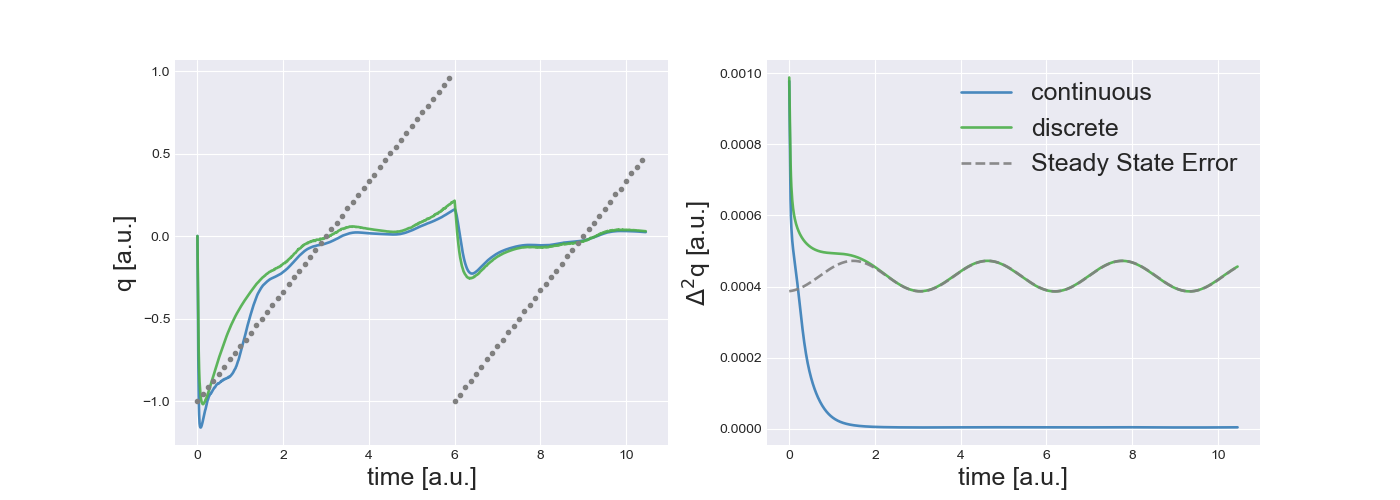 1.0
0.5
0.0
−0.5
−1.0
q [a.u.]
0 2 4 6 8 10
time [a.u.]
0.0010
0.0008
0.0006
0.0004
0.0002
0.0000
Δ²q [a.u.]
continuous
discrete
Steady State Error
0 2 4 6 8 10
time [a.u.]